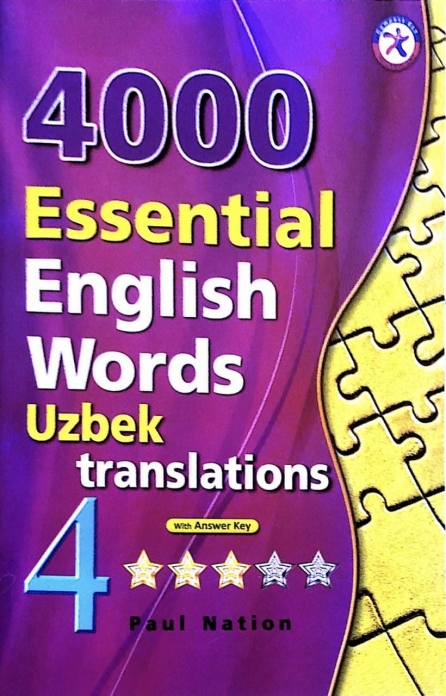 4000
Essential
English
Words
Uzbek
translations
With Answer Key
4
Paul Nation